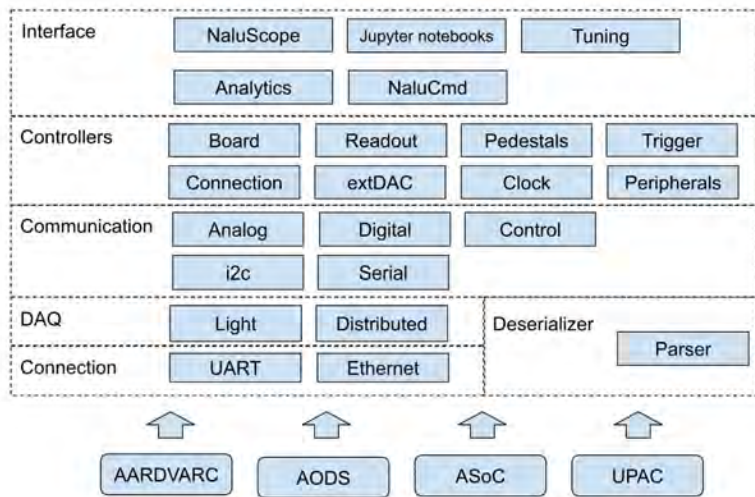 Interface
NaluScope Jupyter notebooks Tuning
Analytics NaluCmd
Controllers
Board Readout Pedestals Trigger
Connection extDAC Clock Peripherals
Communication
Analog Digital Control
i2c Serial
DAQ
Light Distributed
Deserializer
Parser
Connection
UART Ethernet
AARDVARC AODS ASoC UPAC